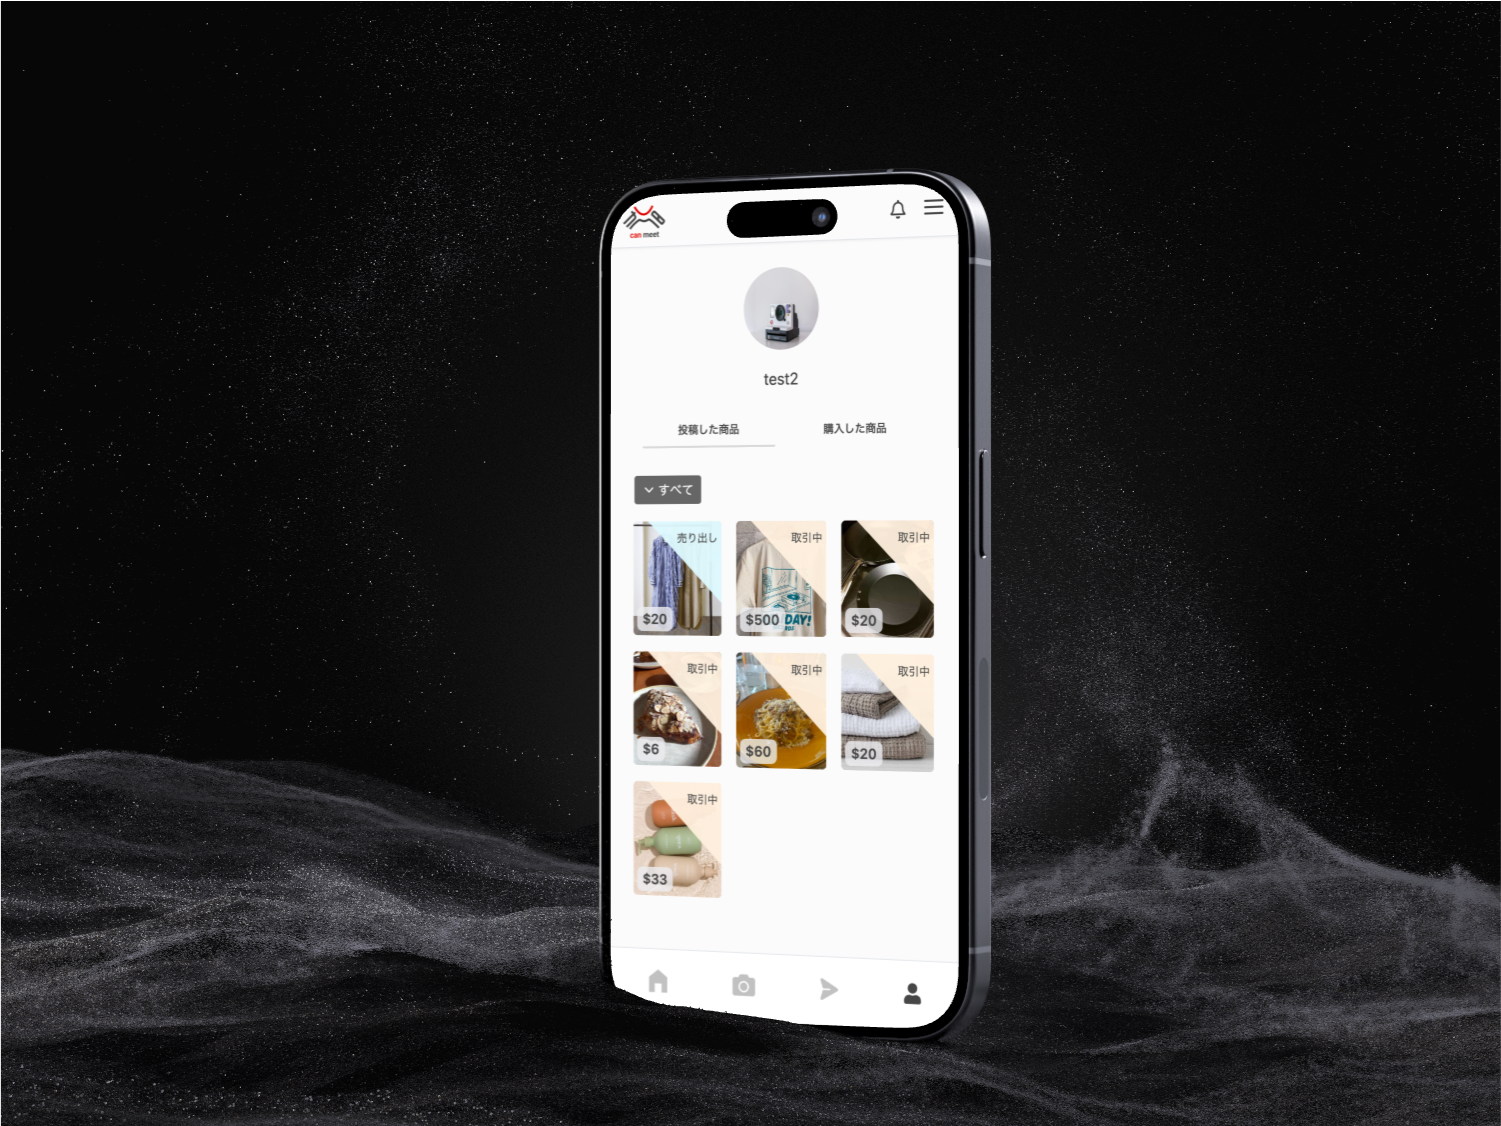 can meet
test2
投稿した商品
購入した商品
すべて
売り出し
$20
取引中
$500
DAY!
取引中
$20
取引中
$6
取引中
$60
取引中
$20
取引中
$33